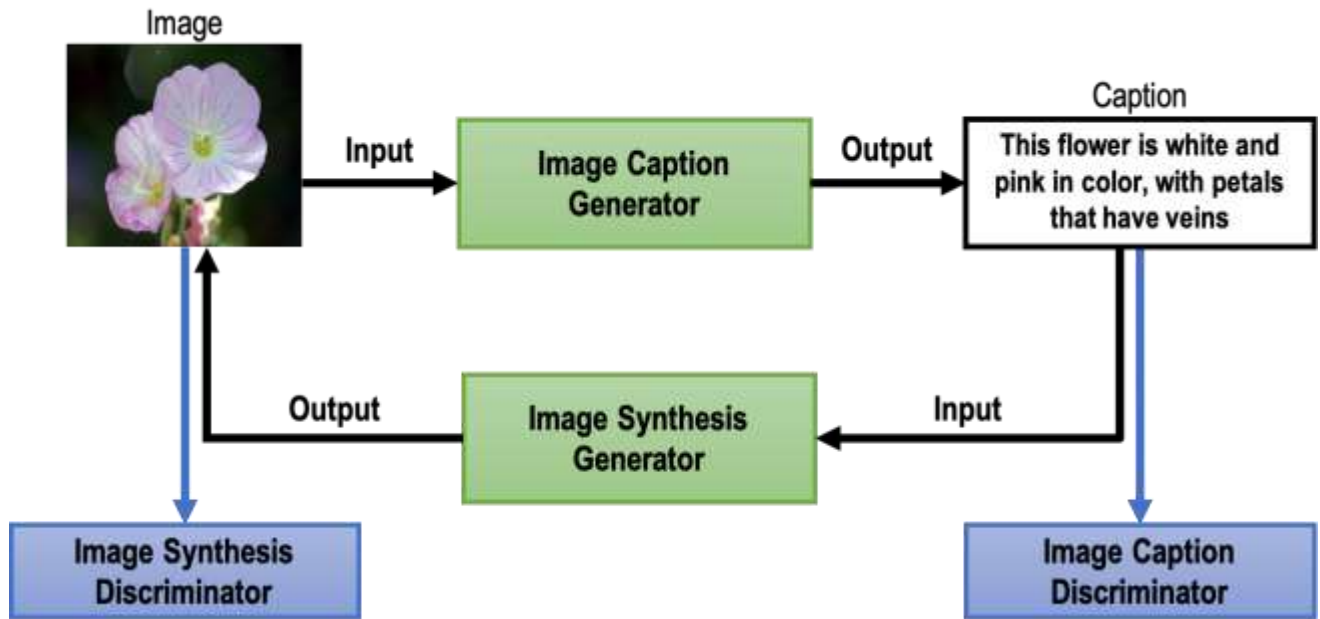 Image
Caption
Input
Image Caption
Generator
Output
This flower is white and
pink in color, with petals
that have veins
Output
Image Synthesis
Generator
Input
Image Synthesis
Discriminator
Image Caption
Discriminator